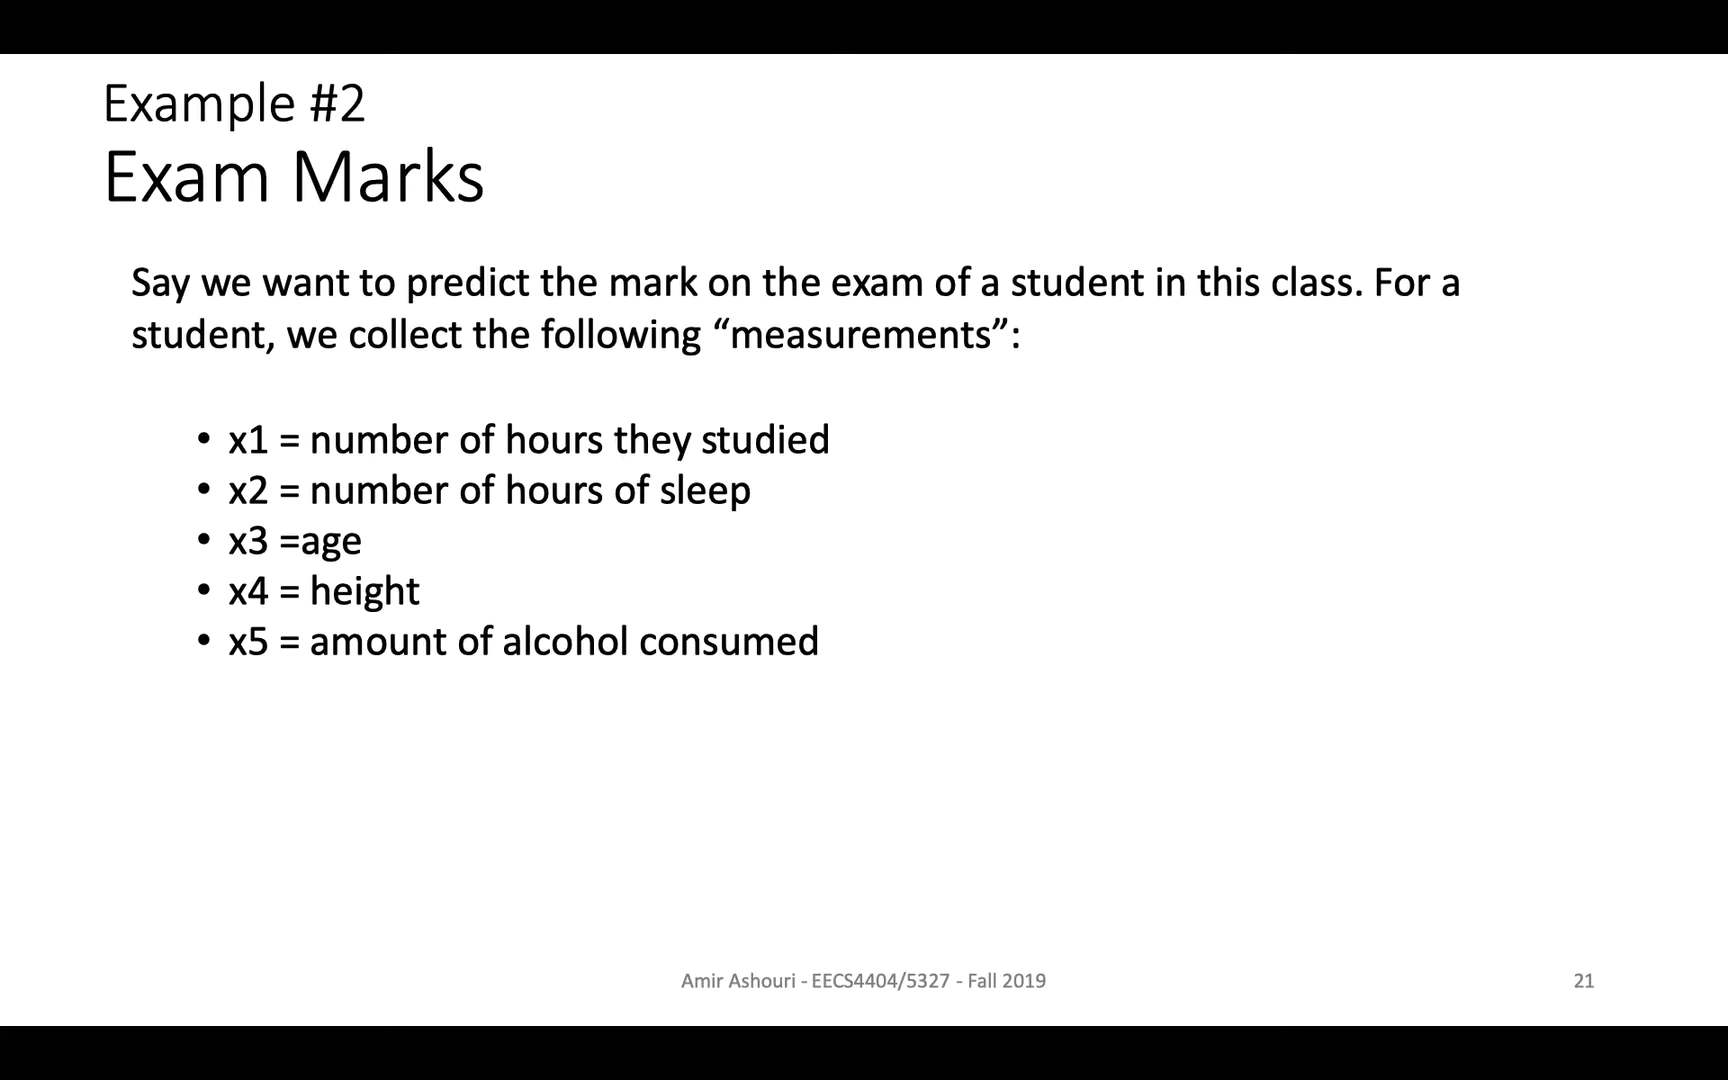 Example #2
Exam Marks
Say we want to predict the mark on the exam of a student in this class. For a
student, we collect the following “measurements”:
• x1 = number of hours they studied
• x2 = number of hours of sleep
• x3 =age
• x4 = height
• x5 = amount of alcohol consumed
Amir Ashouri - EECS4404/5327 - Fall 2019
21